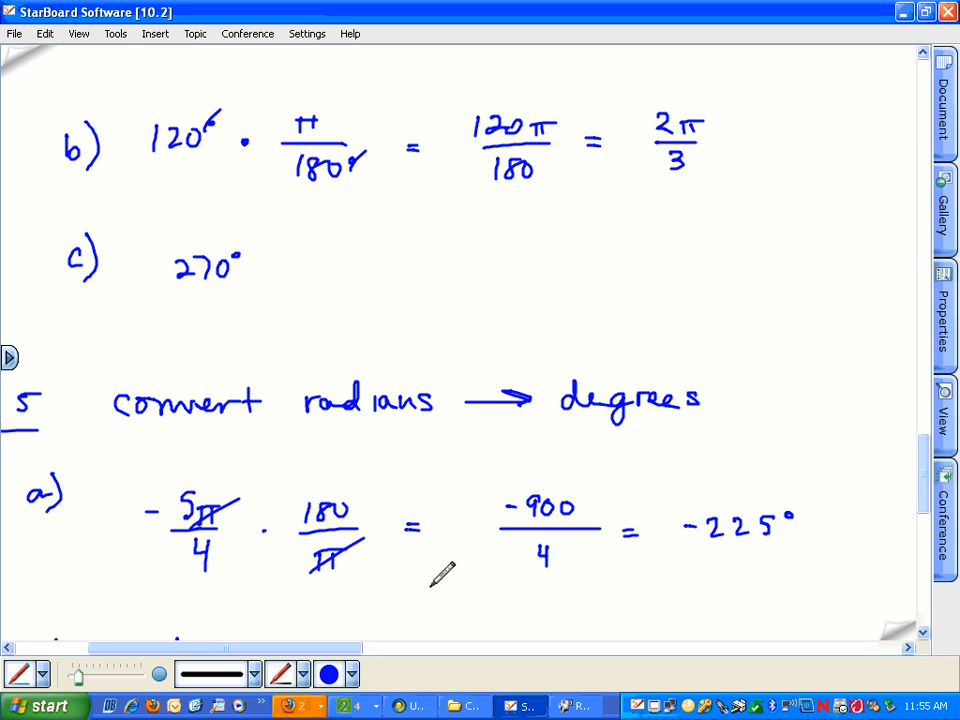 StarBoard Software [10.2]
File Edit View Tools Insert Topic Conference Settings Help
b) 120° · π/180° = 120π/180 = 2π/3
c) 270°
5 convert radians → degrees
a) -5π/4 · 180/π = -900/4 = -225°
Document
Gallery
Properties
View
Conference
start 2 4 U... C... S... R... 11:55 AM